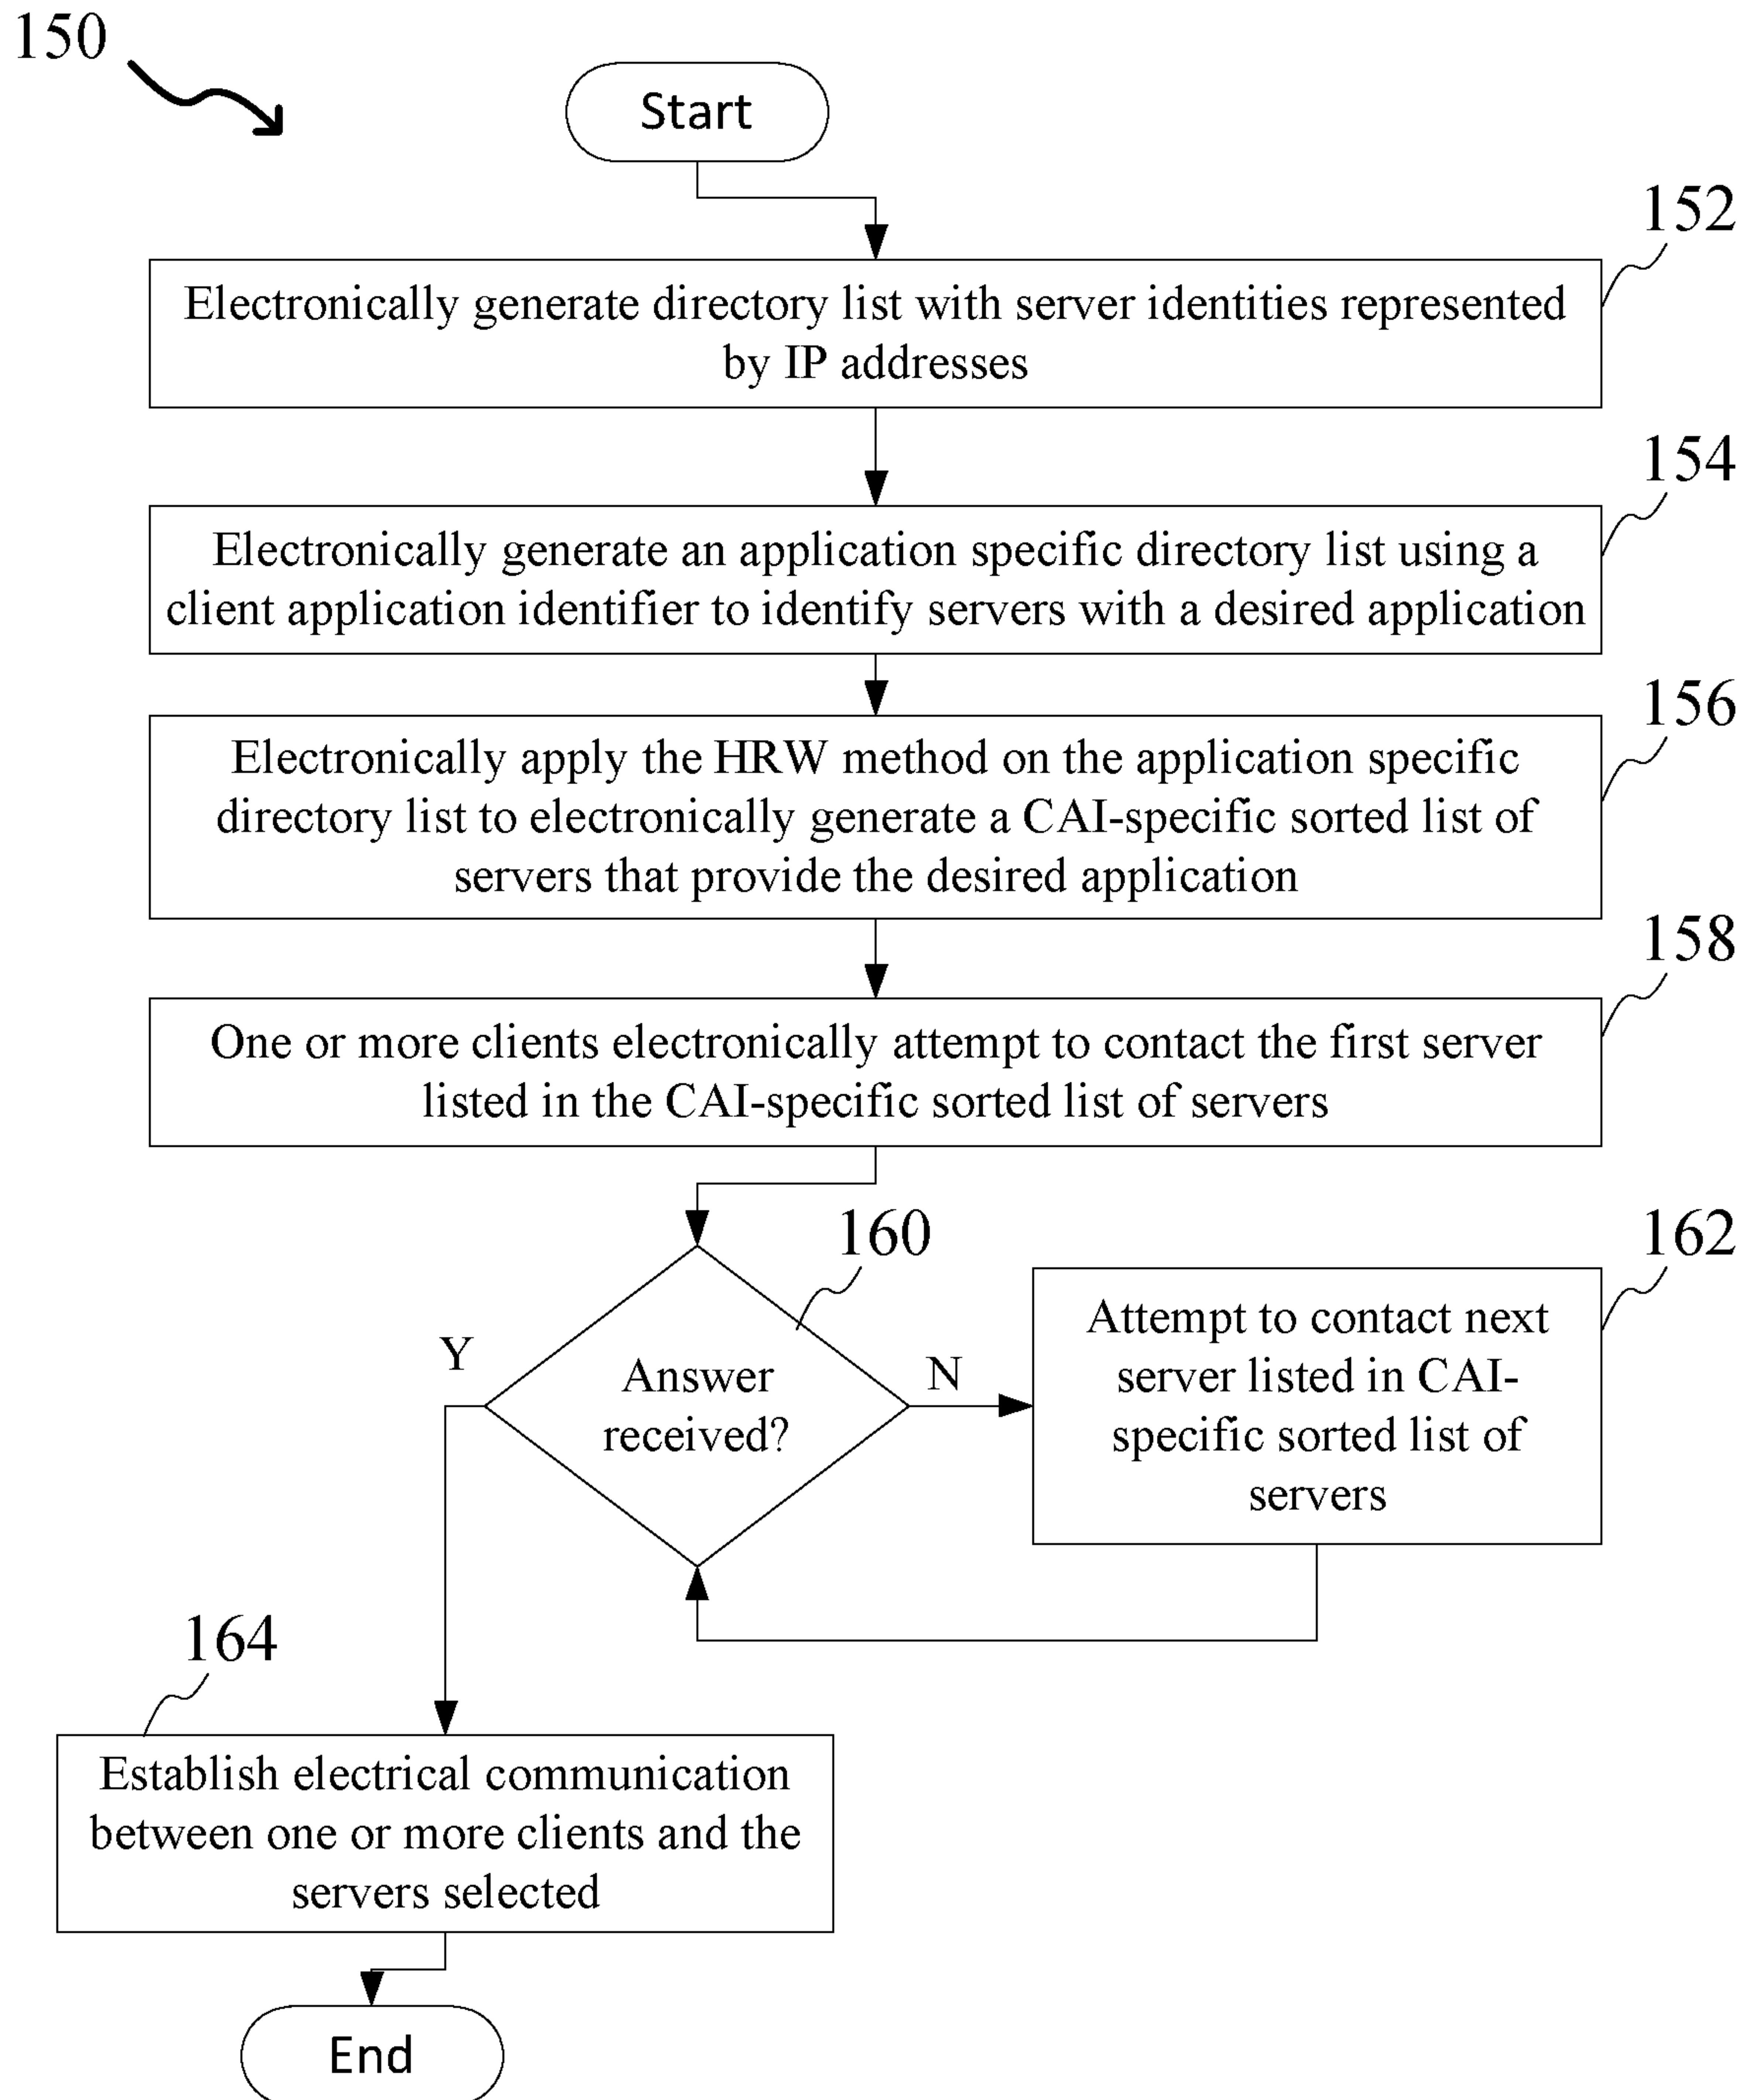 150
Start
152
Electronically generate directory list with server identities represented
by IP addresses
154
Electronically generate an application specific directory list using a
client application identifier to identify servers with a desired application
156
Electronically apply the HRW method on the application specific
directory list to electronically generate a CAI-specific sorted list of
servers that provide the desired application
158
One or more clients electronically attempt to contact the first server
listed in the CAI-specific sorted list of servers
160
162
Y
Answer
received?
N
Attempt to contact next
server listed in CAI-
specific sorted list of
servers
164
Establish electrical communication
between one or more clients and the
servers selected
End